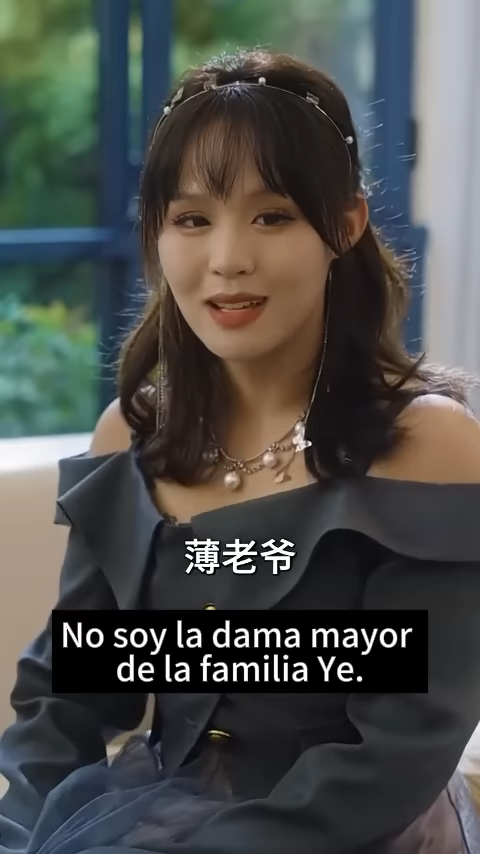 薄老爷
No soy la dama mayor
de la familia Ye.